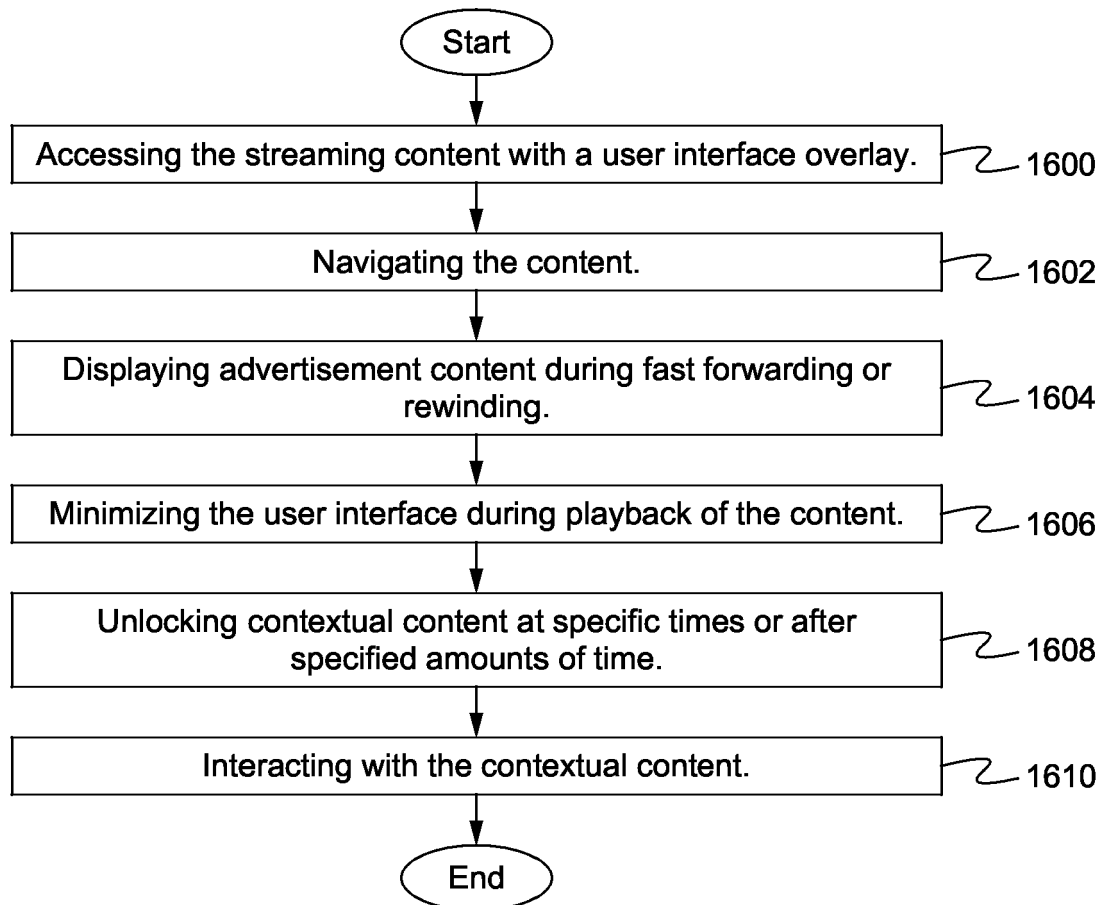 Start
Accessing the streaming content with a user interface overlay.
1600
Navigating the content.
1602
Displaying advertisement content during fast forwarding or
rewinding.
1604
Minimizing the user interface during playback of the content.
1606
Unlocking contextual content at specific times or after
specified amounts of time.
1608
Interacting with the contextual content.
1610
End